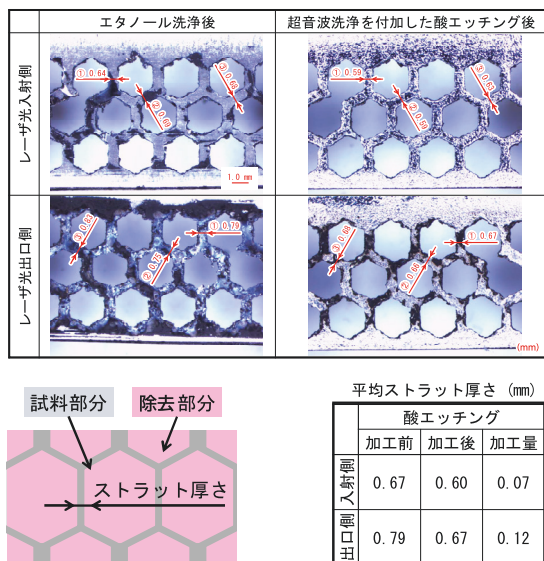 エタノール洗浄後
超音波洗浄を付加した酸エッチング後
レーザ光入射側
① 0.64
② 0.69
③ 0.68
1.0 mm
① 0.59
② 0.59
③ 0.63
レーザ光出口側
① 0.70
② 0.75
③ 0.83
① 0.67
② 0.66
③ 0.68
(mm)
試料部分
除去部分
ストラット厚さ
平均ストラット厚さ (mm)
酸エッチング
加工前 加工後 加工量
入射側 0.67 0.60 0.07
出口側 0.79 0.67 0.12